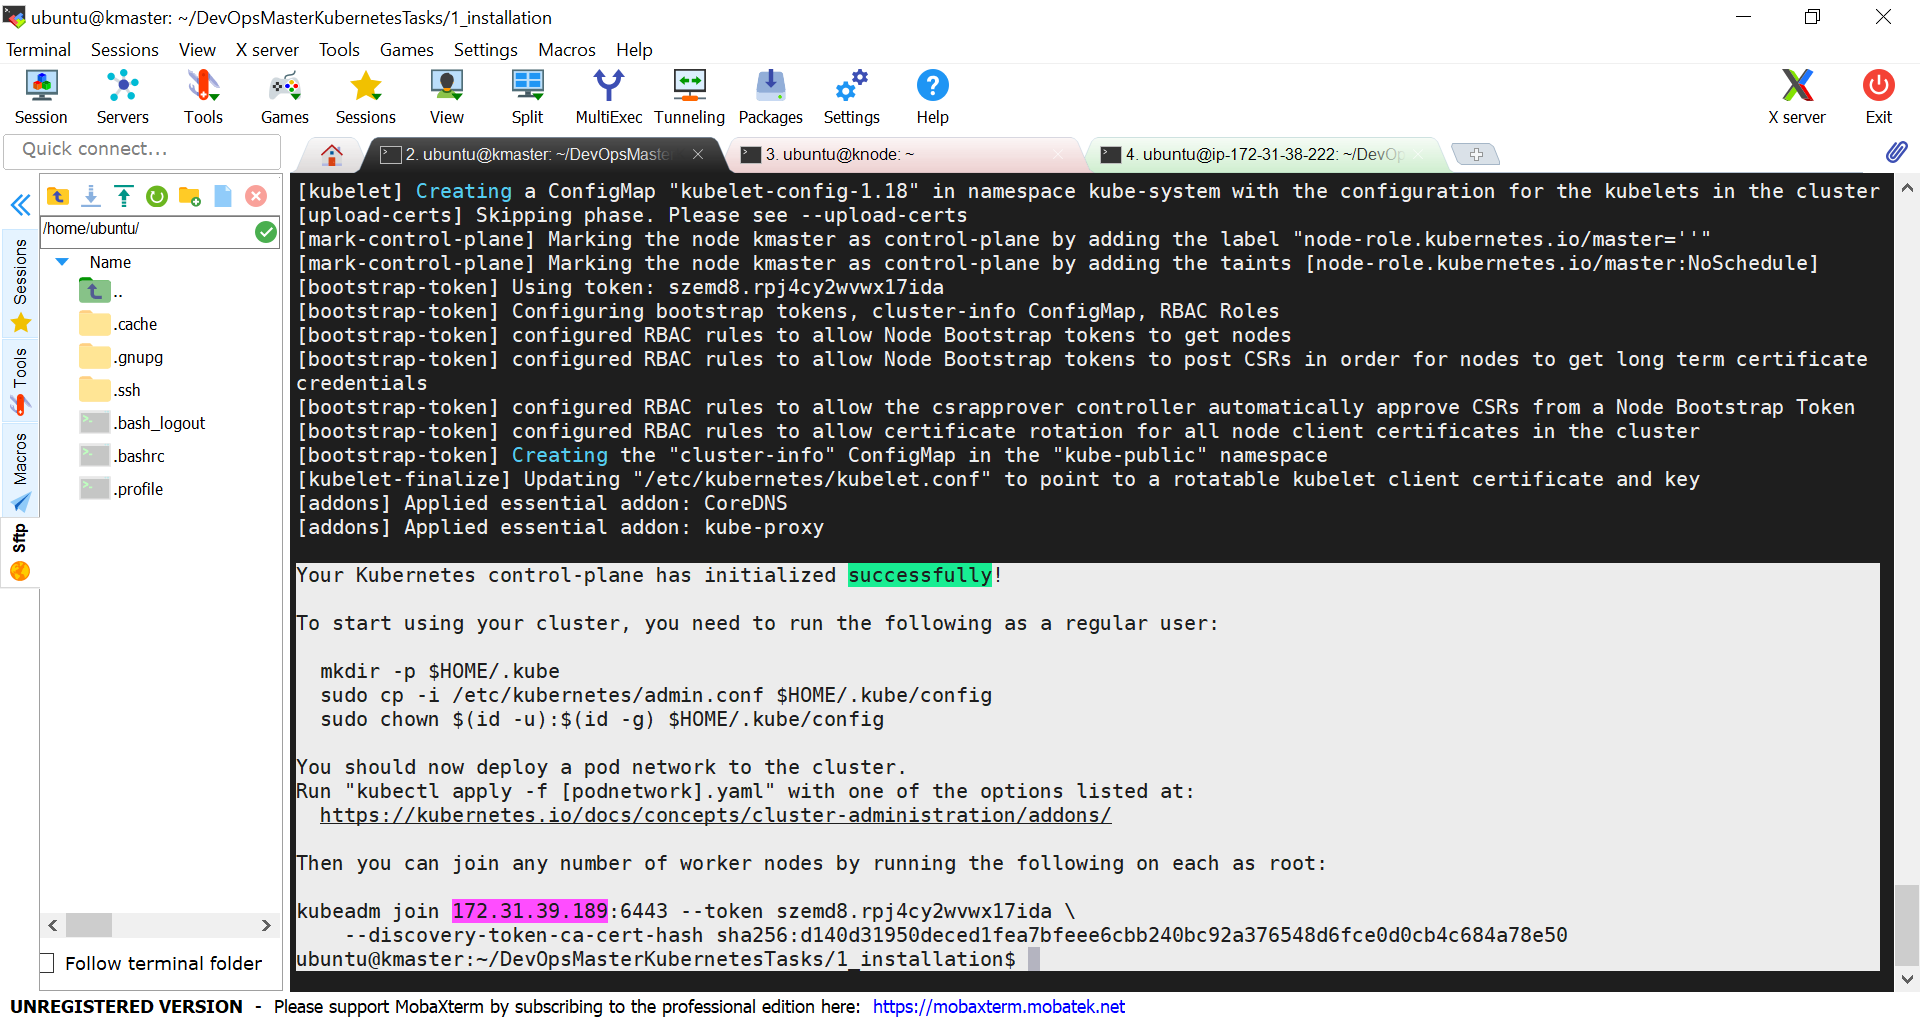 ubuntu@kmaster: ~/DevOpsMasterKubernetesTasks/1_installation
Terminal Sessions View X server Tools Games Settings Macros Help
Session Servers Tools Games Sessions View Split MultiExec Tunneling Packages Settings Help X server Exit
Quick connect...
2. ubuntu@kmaster: ~/DevOpsMaste
3. ubuntu@knode: ~
4. ubuntu@ip-172-31-38-222: ~/DevOp
Sessions
Tools
Macros
Sftp
/home/ubuntu/
Name
..
.cache
.gnupg
.ssh
.bash_logout
.bashrc
.profile
Follow terminal folder
[kubelet] Creating a ConfigMap "kubelet-config-1.18" in namespace kube-system with the configuration for the kubelets in the cluster
[upload-certs] Skipping phase. Please see --upload-certs
[mark-control-plane] Marking the node kmaster as control-plane by adding the label "node-role.kubernetes.io/master=''"
[mark-control-plane] Marking the node kmaster as control-plane by adding the taints [node-role.kubernetes.io/master:NoSchedule]
[bootstrap-token] Using token: szemd8.rpj4cy2wvwx17ida
[bootstrap-token] Configuring bootstrap tokens, cluster-info ConfigMap, RBAC Roles
[bootstrap-token] configured RBAC rules to allow Node Bootstrap tokens to get nodes
[bootstrap-token] configured RBAC rules to allow Node Bootstrap tokens to post CSRs in order for nodes to get long term certificate
credentials
[bootstrap-token] configured RBAC rules to allow the csrapprover controller automatically approve CSRs from a Node Bootstrap Token
[bootstrap-token] configured RBAC rules to allow certificate rotation for all node client certificates in the cluster
[bootstrap-token] Creating the "cluster-info" ConfigMap in the "kube-public" namespace
[kubelet-finalize] Updating "/etc/kubernetes/kubelet.conf" to point to a rotatable kubelet client certificate and key
[addons] Applied essential addon: CoreDNS
[addons] Applied essential addon: kube-proxy
Your Kubernetes control-plane has initialized successfully!
To start using your cluster, you need to run the following as a regular user:
mkdir -p $HOME/.kube
sudo cp -i /etc/kubernetes/admin.conf $HOME/.kube/config
sudo chown $(id -u):$(id -g) $HOME/.kube/config
You should now deploy a pod network to the cluster.
Run "kubectl apply -f [podnetwork].yaml" with one of the options listed at:
https://kubernetes.io/docs/concepts/cluster-administration/addons/
Then you can join any number of worker nodes by running the following on each as root:
kubeadm join 172.31.39.189:6443 --token szemd8.rpj4cy2wvwx17ida \
--discovery-token-ca-cert-hash sha256:d140d31950deced1fea7bfeee6cbb240bc92a376548d6fce0d0cb4c684a78e50
ubuntu@kmaster:~/DevOpsMasterKubernetesTasks/1_installation$
UNREGISTERED VERSION - Please support MobaXterm by subscribing to the professional edition here: https://mobaxterm.mobatek.net